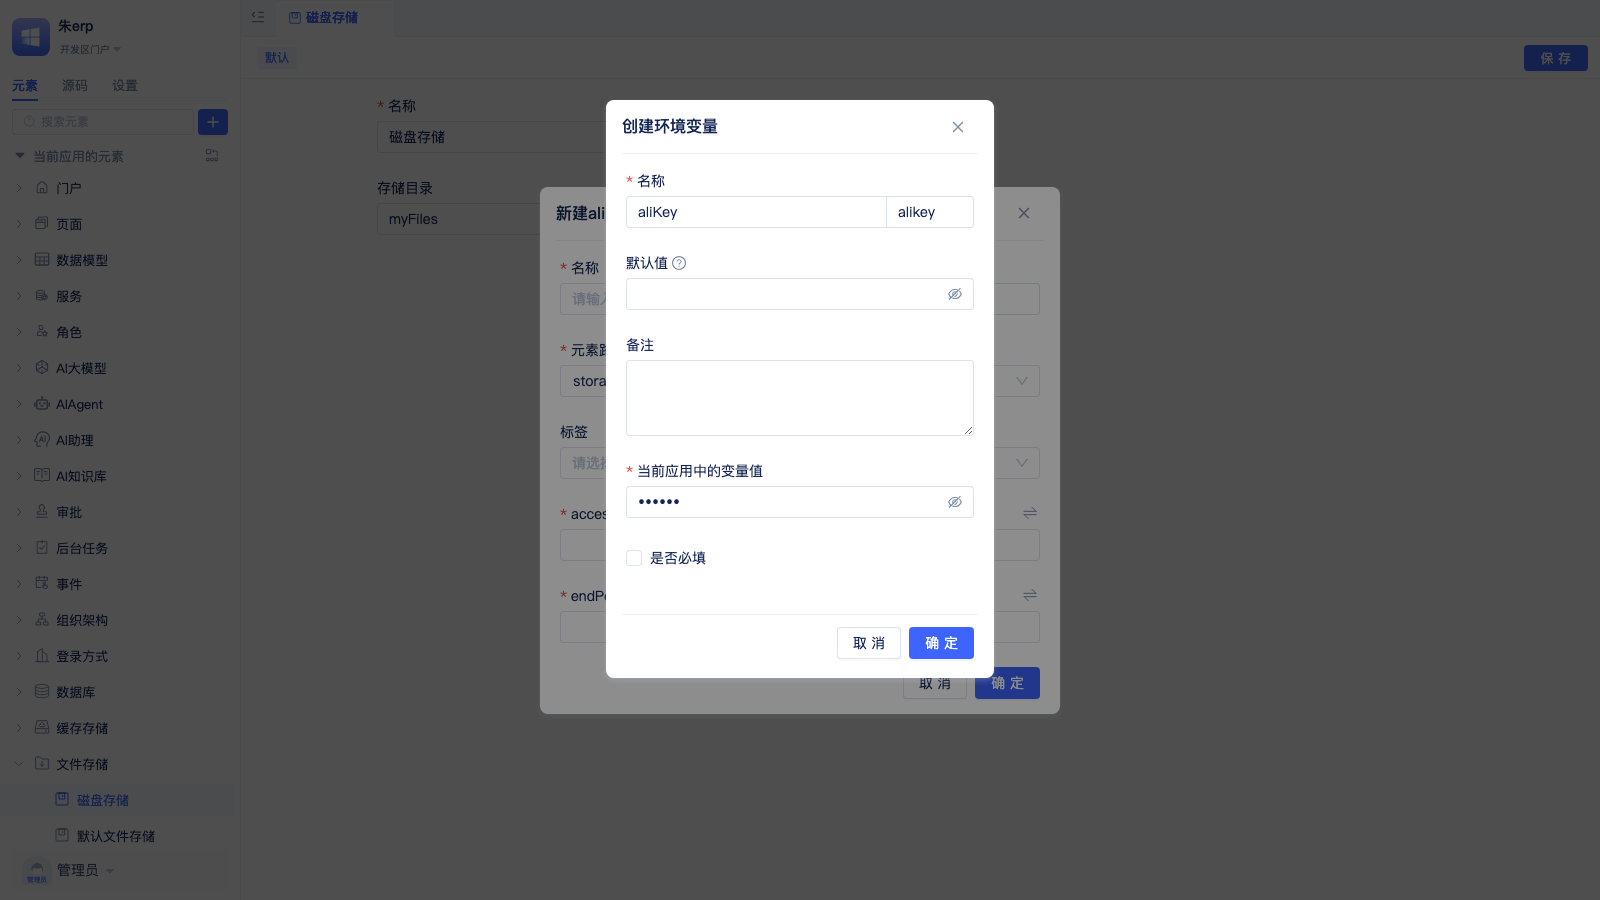 朱erp
开发区门户
元素 源码 设置
搜索元素
当前应用的元素
门户
页面
数据模型
服务
角色
AI大模型
AIAgent
AI助理
AI知识库
审批
后台任务
事件
组织架构
登录方式
数据库
缓存存储
文件存储
磁盘存储
默认文件存储
管理员
管理员
磁盘存储
默认
保 存
* 名称
磁盘存储
存储目录
myFiles
新建ali
* 名称
请输
* 元素
stora
标签
请选
* acces
* endP
取 消
确 定
创建环境变量
* 名称
aliKey
alikey
默认值
备注
* 当前应用中的变量值
••••••
是否必填
取 消
确 定